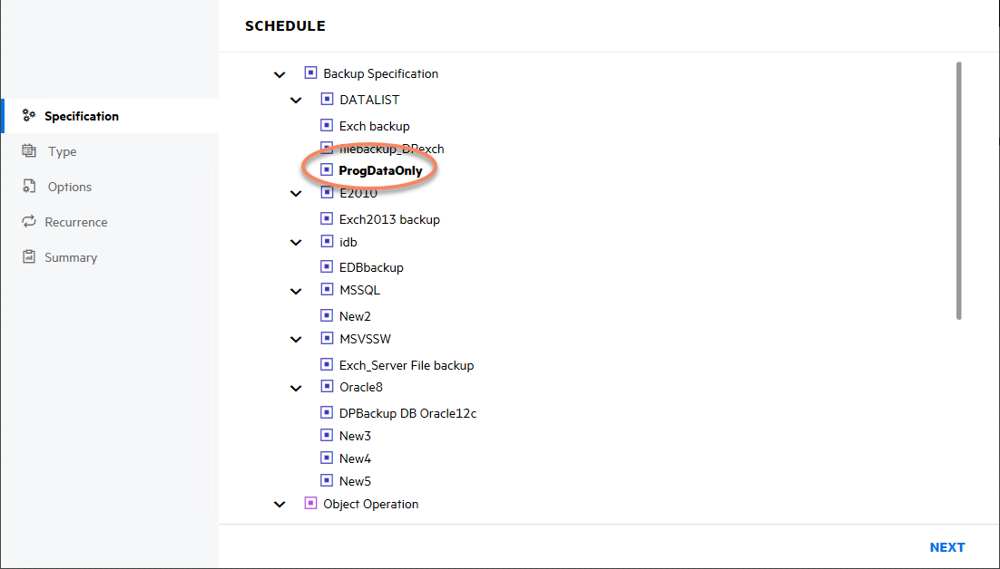 SCHEDULE
Specification
Type
Options
Recurrence
Summary
Backup Specification
DATALIST
Exch backup
filebackup_DPexch
ProgDataOnly
E2010
Exch2013 backup
idb
EDBbackup
MSSQL
New2
MSVSSW
Exch_Server File backup
Oracle8
DPBackup DB Oracle12c
New3
New4
New5
Object Operation
NEXT